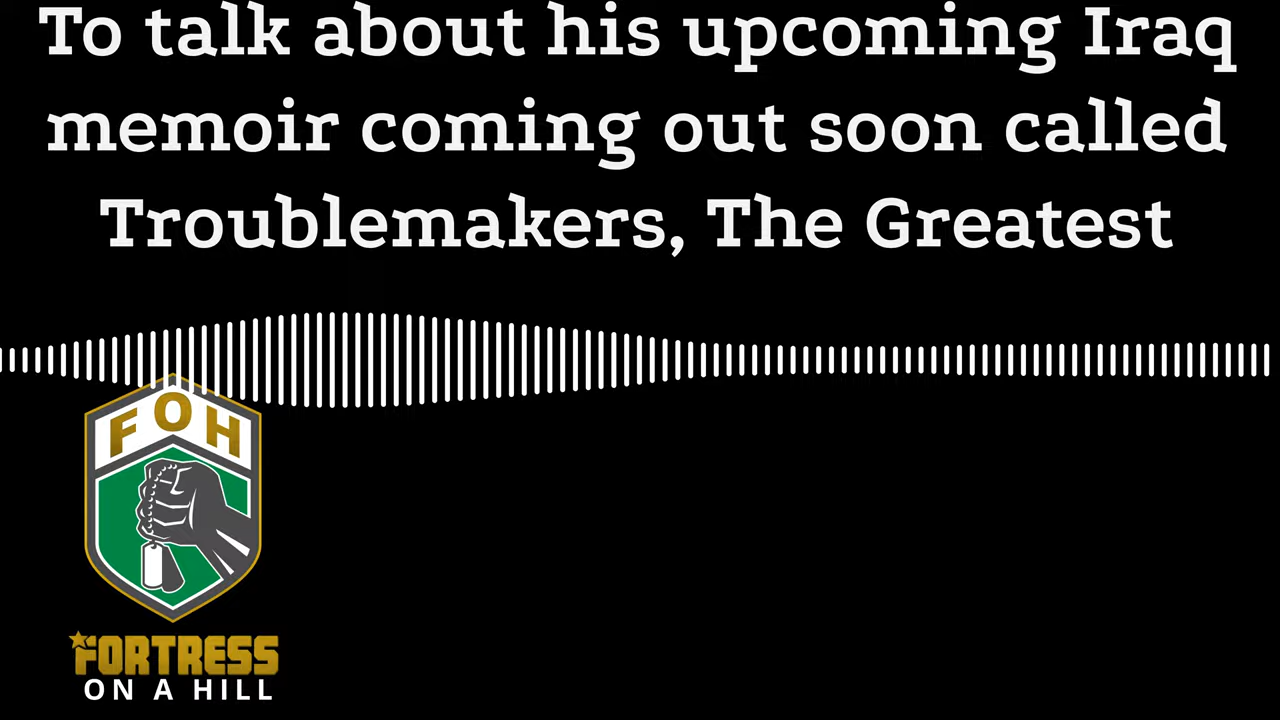 To talk about his upcoming Iraq
memoir coming out soon called
Troublemakers, The Greatest
FOH
FORTRESS
ON A HILL